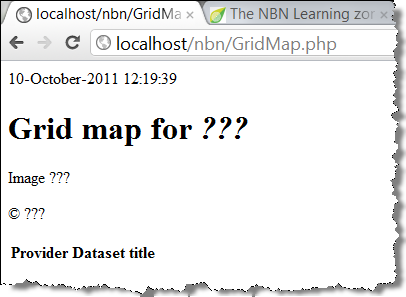 localhost/nbn/GridMa
The NBN Learning zor
localhost/nbn/GridMap.php
10-October-2011 12:19:39
Grid map for ???
Image ???
© ???
Provider Dataset title